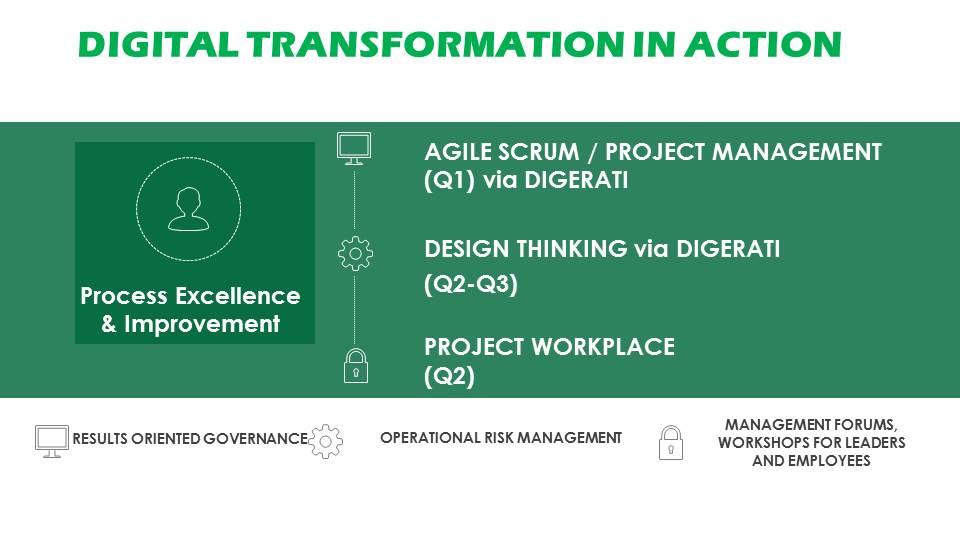 DIGITAL TRANSFORMATION IN ACTION
Process Excellence
& Improvement
AGILE SCRUM / PROJECT MANAGEMENT
(Q1) via DIGERATI
DESIGN THINKING via DIGERATI
(Q2-Q3)
PROJECT WORKPLACE
(Q2)
RESULTS ORIENTED GOVERNANCE
OPERATIONAL RISK MANAGEMENT
MANAGEMENT FORUMS,
WORKSHOPS FOR LEADERS
AND EMPLOYEES